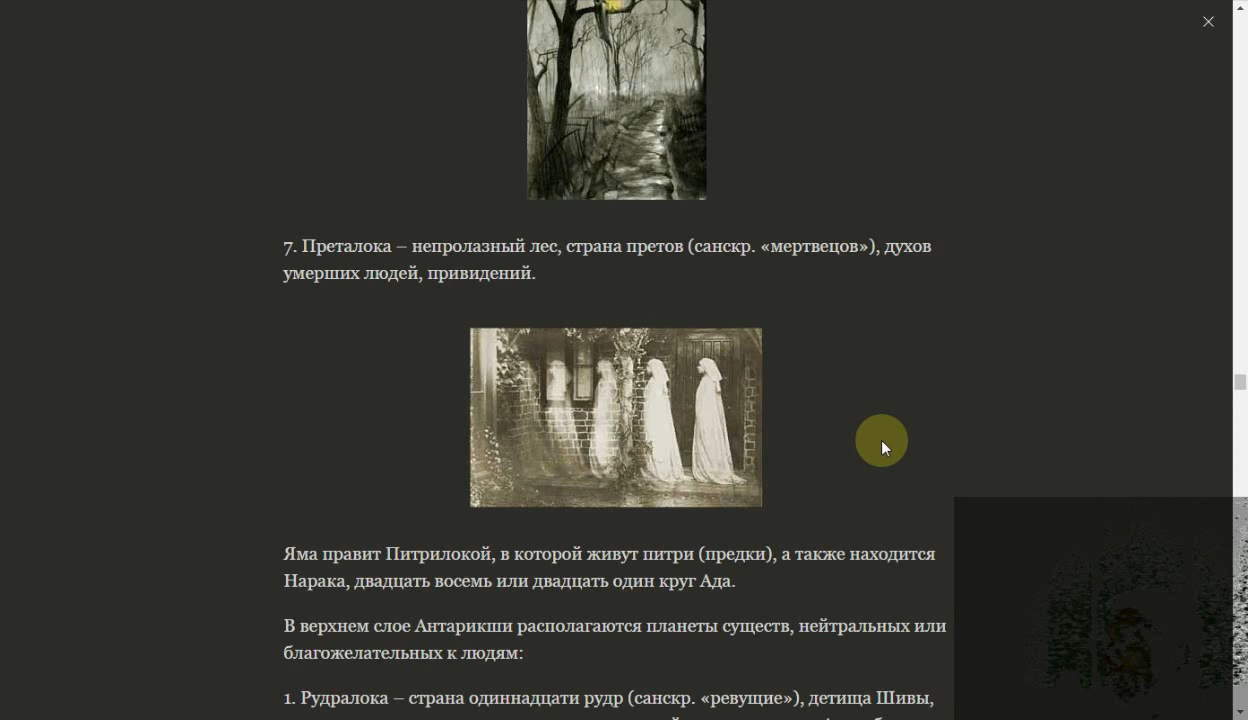 7. Преталока – непролазный лес, страна претов (санскр. «мертвецов»), духов
умерших людей, привидений.
Яма правит Питрилокой, в которой живут питри (предки), а также находится
Нарака, двадцать восемь или двадцать один круг Ада.
В верхнем слое Антарикши располагаются планеты существ, нейтральных или
благожелательных к людям:
1. Рудралока – страна одиннадцати рудр (санскр. «ревущие»), детища Шивы,